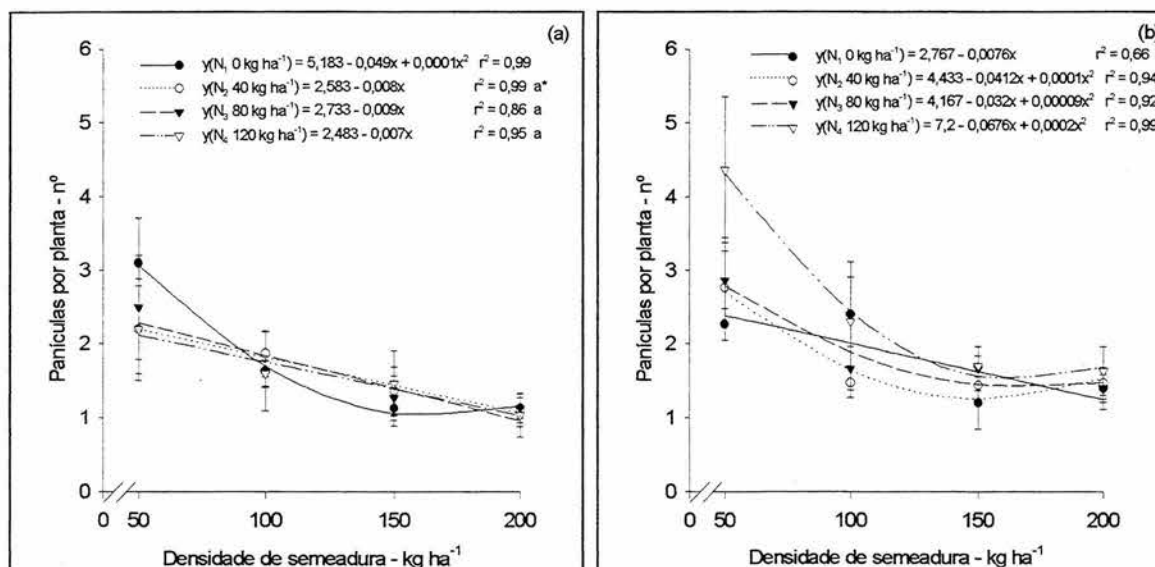 (a)
y(N₁ 0 kg ha⁻¹) = 5,183 – 0,049x + 0,0001x² r² = 0,99
y(N₂ 40 kg ha⁻¹) = 2,583 – 0,008x r² = 0,99 a*
y(N₃ 80 kg ha⁻¹) = 2,733 – 0,009x r² = 0,86 a
y(N₄ 120 kg ha⁻¹) = 2,483 – 0,007x r² = 0,95 a
Panículas por planta - nº
6
5
4
3
2
1
0
0 50 100 150 200
Densidade de semeadura - kg ha⁻¹
(b)
y(N₁ 0 kg ha⁻¹) = 2,767 – 0,0076x r² = 0,66
y(N₂ 40 kg ha⁻¹) = 4,433 – 0,0412x + 0,0001x² r² = 0,94
y(N₃ 80 kg ha⁻¹) = 4,167 – 0,032x + 0,00009x² r² = 0,92
y(N₄ 120 kg ha⁻¹) = 7,2 – 0,0676x + 0,0002x² r² = 0,99
Panículas por planta - nº
6
5
4
3
2
1
0
0 50 100 150 200
Densidade de semeadura - kg ha⁻¹